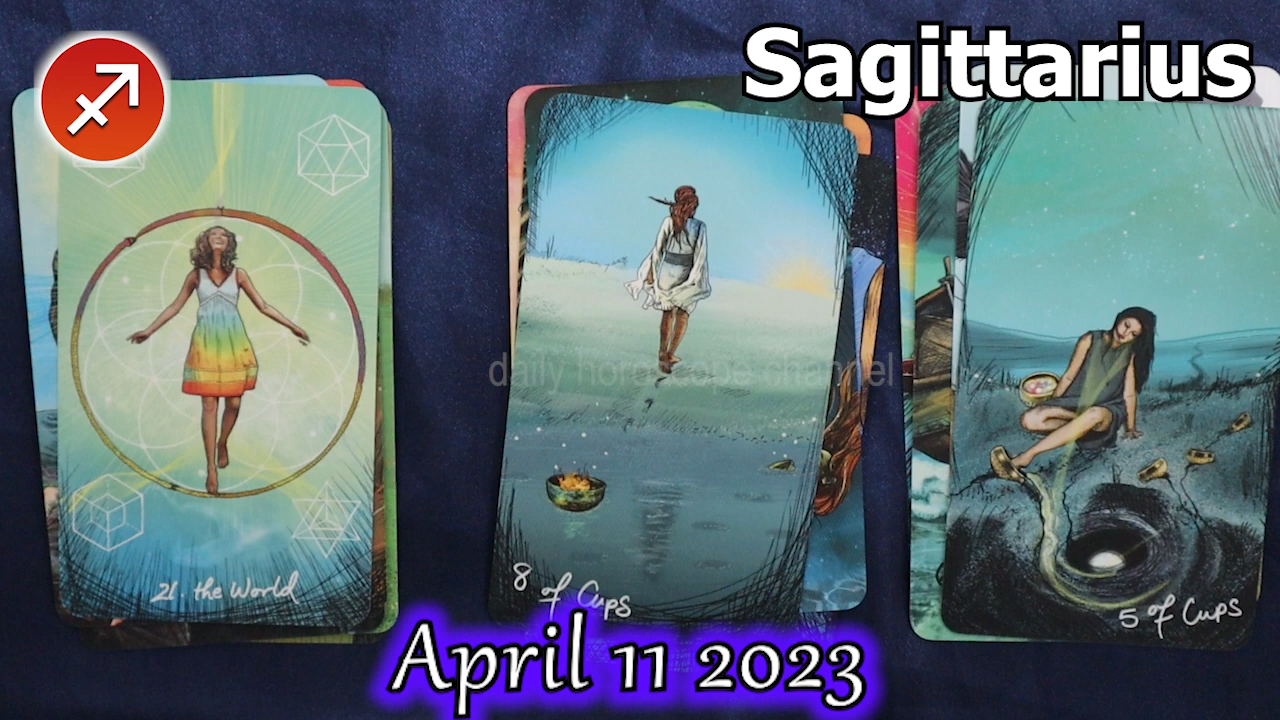 Sagittarius
daily horoscope channel
21. the World
8 of Cups
5 of Cups
April 11 2023